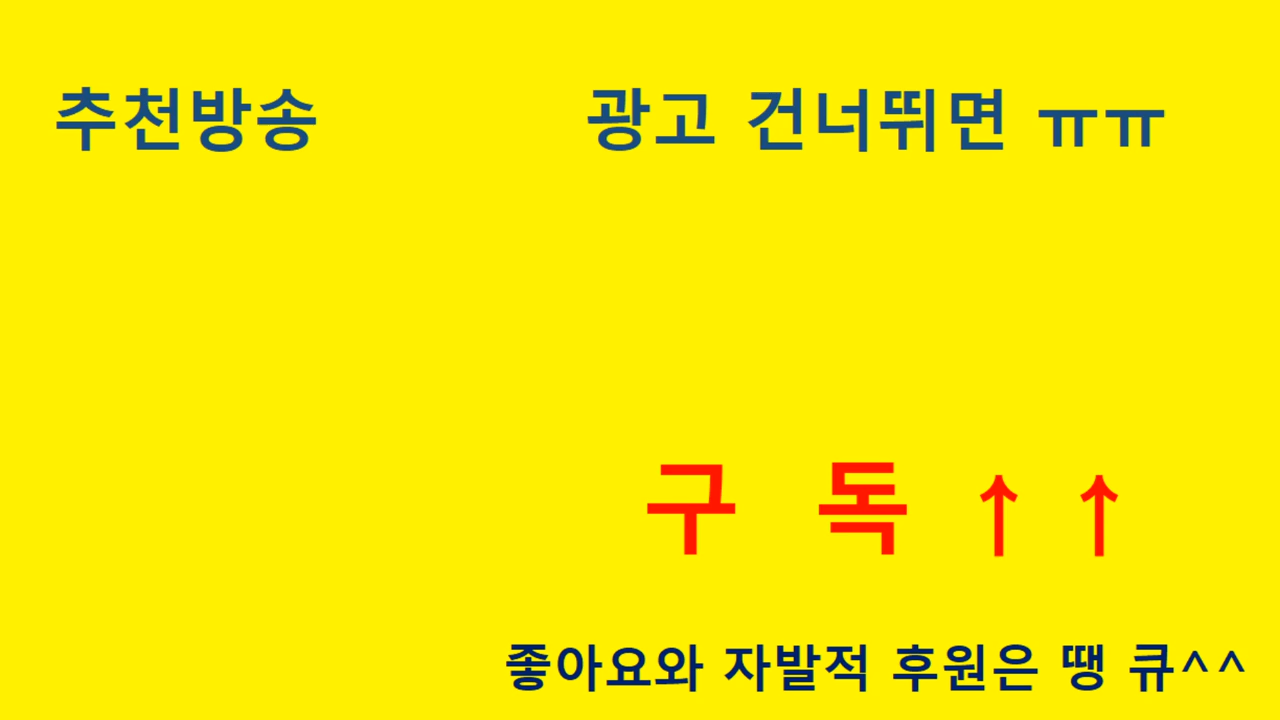 추천방송
광고 건너뛰면 ㅠㅠ
구 독 ↑ ↑
좋아요와 자발적 후원은 땡 큐^^